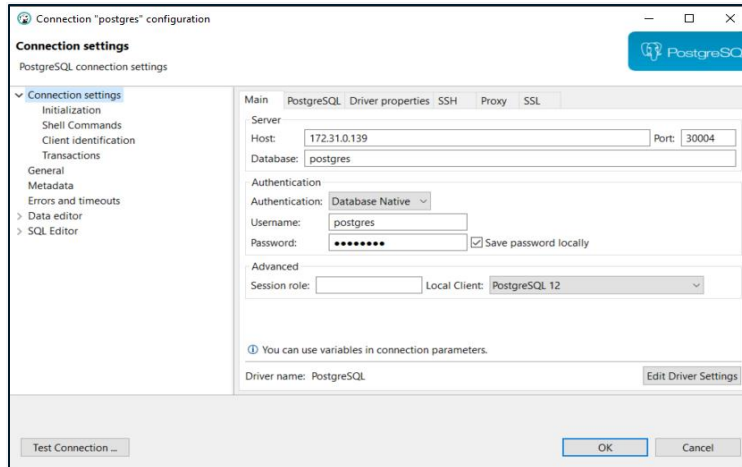 Connection "postgres" configuration
Connection settings
PostgreSQL connection settings
PostgreSQ
Connection settings
Initialization
Shell Commands
Client identification
Transactions
General
Metadata
Errors and timeouts
Data editor
SQL Editor
Main PostgreSQL Driver properties SSH Proxy SSL
Server
Host: 172.31.0.139 Port: 30004
Database: postgres
Authentication
Authentication: Database Native
Username: postgres
Password: ●●●●●●●● Save password locally
Advanced
Session role: Local Client: PostgreSQL 12
You can use variables in connection parameters.
Driver name: PostgreSQL Edit Driver Settings
Test Connection ... OK Cancel